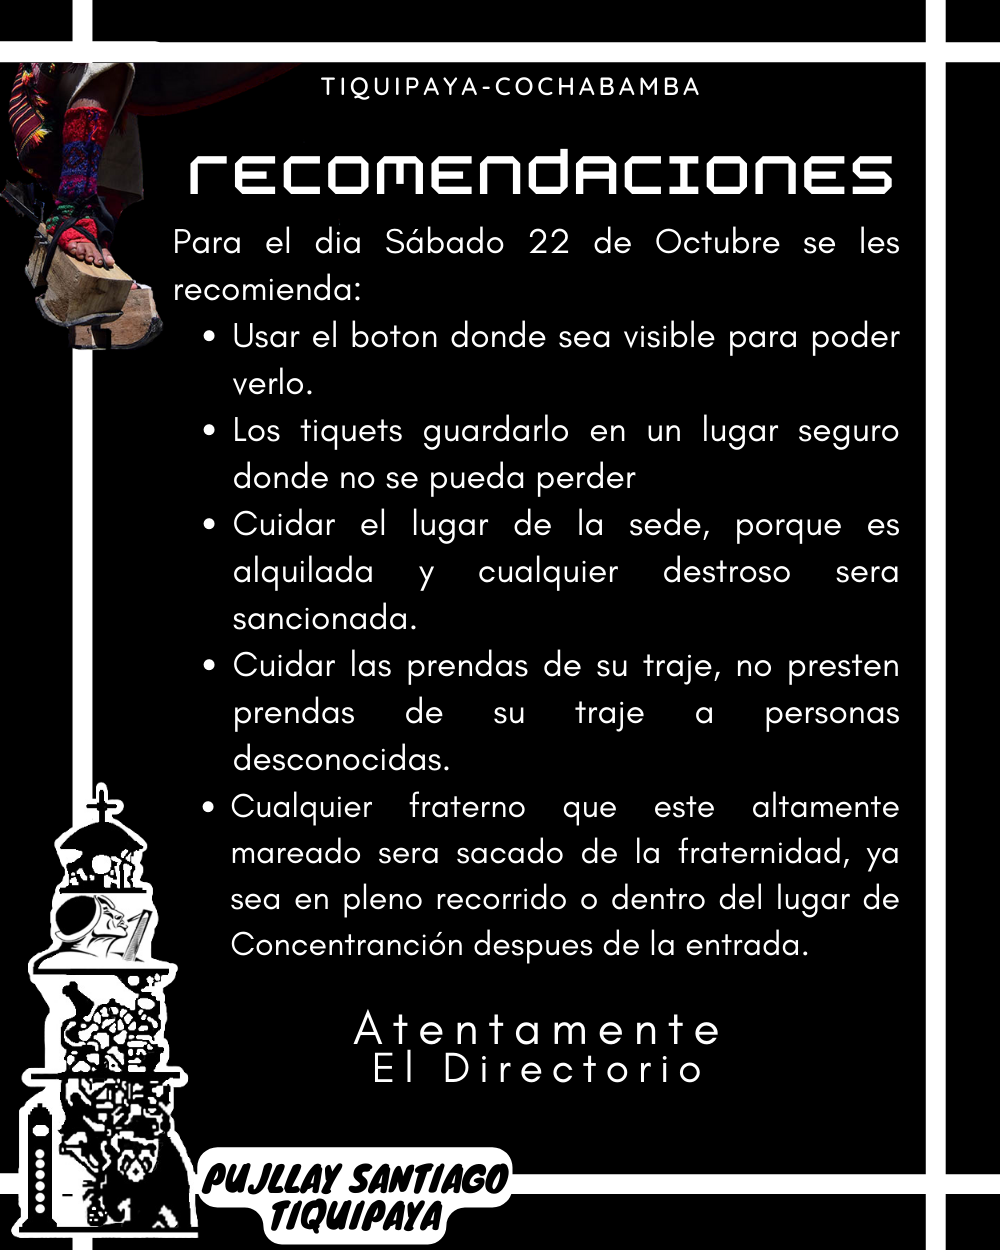 TIQUIPAYA-COCHABAMBA
RECOMENDACIONES
Para el dia Sábado 22 de Octubre se les
recomienda:
• Usar el boton donde sea visible para poder
verlo.
• Los tiquets guardarlo en un lugar seguro
donde no se pueda perder
• Cuidar el lugar de la sede, porque es
alquilada y cualquier destroso sera
sancionada.
• Cuidar las prendas de su traje, no presten
prendas de su traje a personas
desconocidas.
• Cualquier fraterno que este altamente
mareado sera sacado de la fraternidad, ya
sea en pleno recorrido o dentro del lugar de
Concentranción despues de la entrada.
Atentamente
El Directorio
PUJLLAY SANTIAGO
TIQUIPAYA